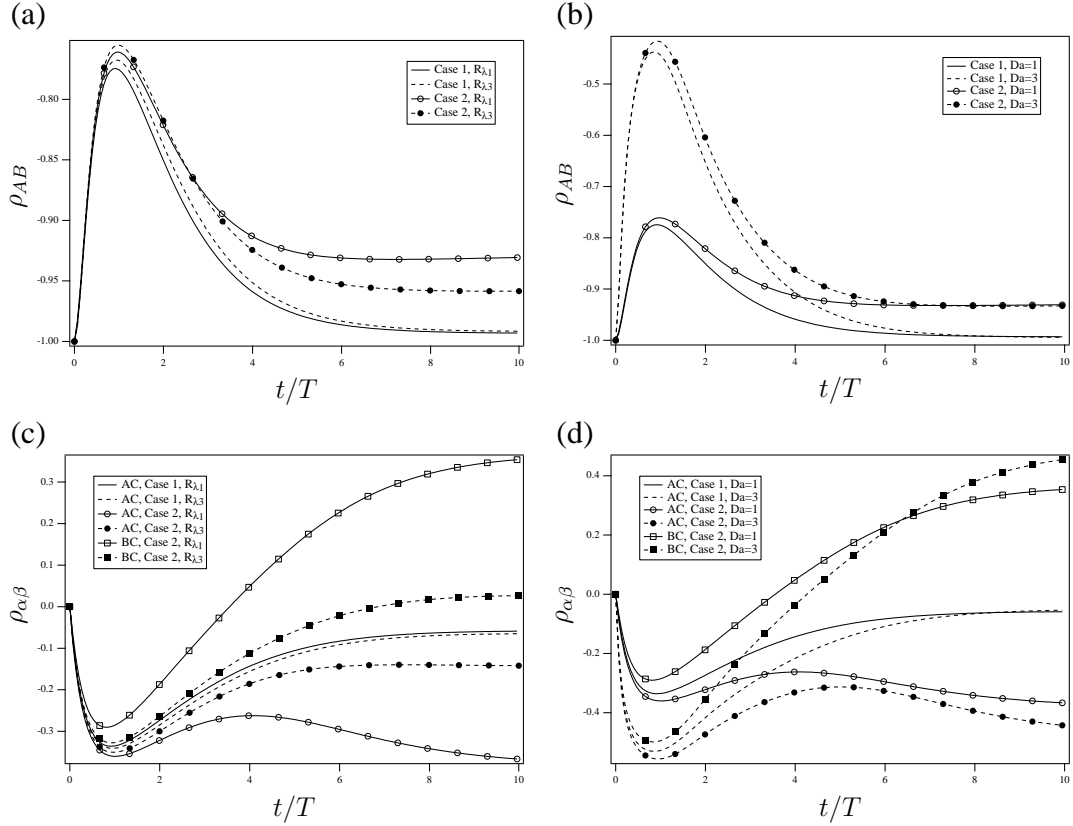 (a)
-0.80
-0.85
-0.90
-0.95
-1.00
ρAB
0 2 4 6 8 10
t/T
Case 1, Rλ1
Case 1, Rλ3
Case 2, Rλ1
Case 2, Rλ3
(b)
-0.5
-0.6
-0.7
-0.8
-0.9
-1.0
ρAB
0 2 4 6 8 10
t/T
Case 1, Da=1
Case 1, Da=3
Case 2, Da=1
Case 2, Da=3
(c)
0.3
0.2
0.1
0.0
-0.1
-0.2
-0.3
ραβ
0 2 4 6 8 10
t/T
AC, Case 1, Rλ1
AC, Case 1, Rλ3
AC, Case 2, Rλ1
AC, Case 2, Rλ3
BC, Case 2, Rλ1
BC, Case 2, Rλ3
(d)
0.4
0.2
0.0
-0.2
-0.4
ραβ
0 2 4 6 8 10
t/T
AC, Case 1, Da=1
AC, Case 1, Da=3
AC, Case 2, Da=1
AC, Case 2, Da=3
BC, Case 2, Da=1
BC, Case 2, Da=3